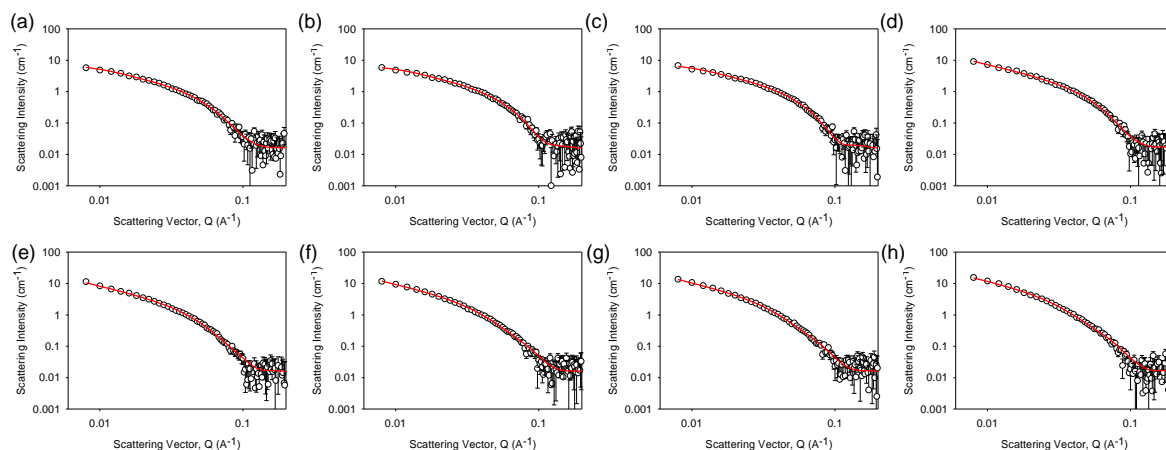 (a)
Scattering Intensity (cm-1)
100
10
1
0.1
0.01
0.001
0.01
0.1
Scattering Vector, Q (A-1)
(b)
Scattering Intensity (cm-1)
100
10
1
0.1
0.01
0.001
0.01
0.1
Scattering Vector, Q (A-1)
(c)
Scattering Intensity (cm-1)
100
10
1
0.1
0.01
0.001
0.01
0.1
Scattering Vector, Q (A-1)
(d)
Scattering Intensity (cm-1)
100
10
1
0.1
0.01
0.001
0.01
0.1
Scattering Vector, Q (A-1)
(e)
Scattering Intensity (cm-1)
100
10
1
0.1
0.01
0.001
0.01
0.1
Scattering Vector, Q (A-1)
(f)
Scattering Intensity (cm-1)
100
10
1
0.1
0.01
0.001
0.01
0.1
Scattering Vector, Q (A-1)
(g)
Scattering Intensity (cm-1)
100
10
1
0.1
0.01
0.001
0.01
0.1
Scattering Vector, Q (A-1)
(h)
Scattering Intensity (cm-1)
100
10
1
0.1
0.01
0.001
0.01
0.1
Scattering Vector, Q (A-1)